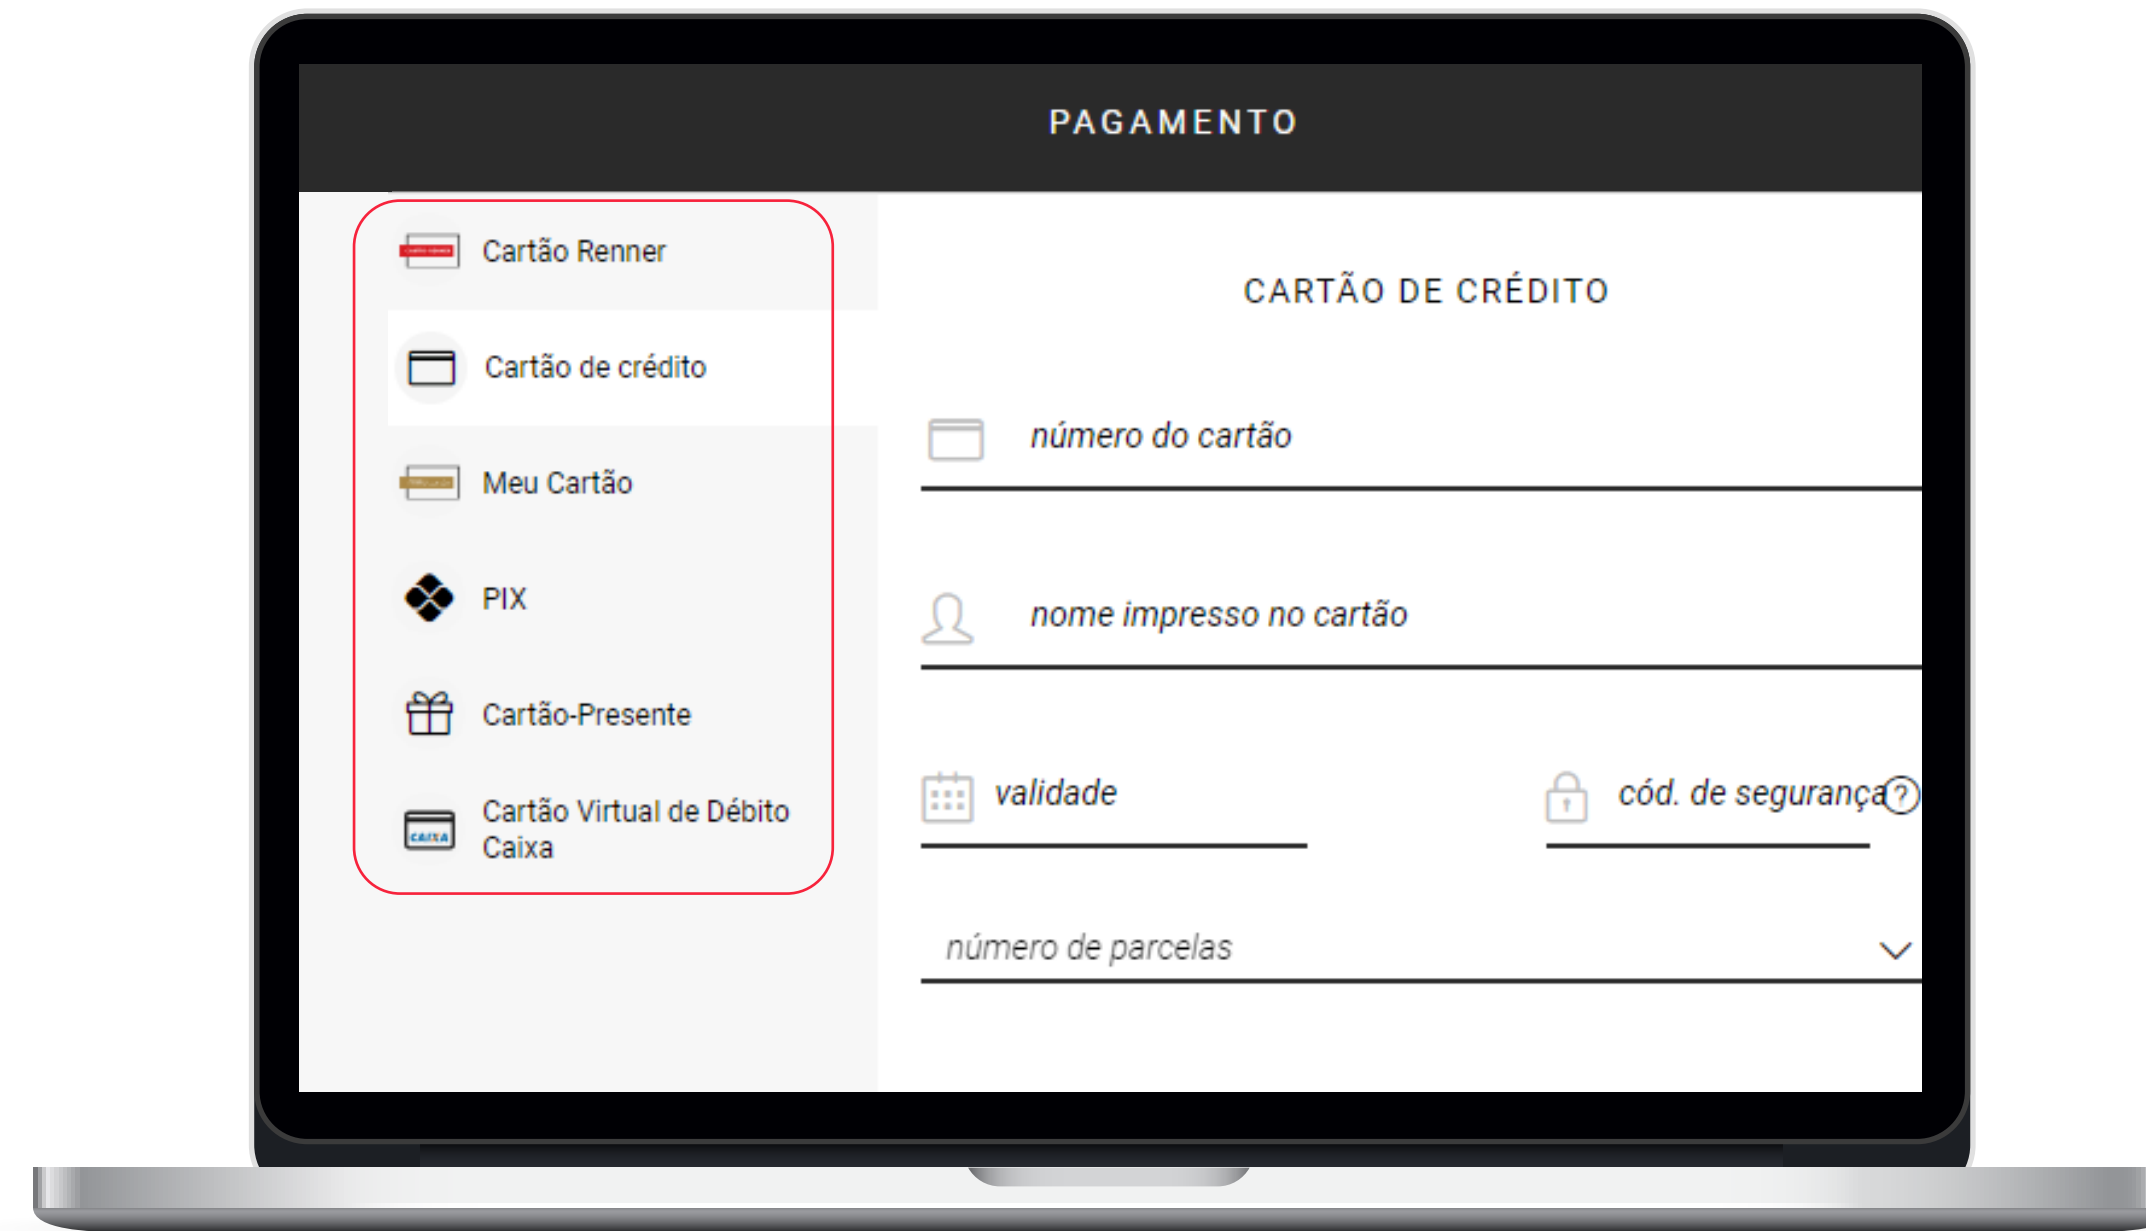 PAGAMENTO
Cartão Renner
Cartão de crédito
Meu Cartão
PIX
Cartão-Presente
CAIXA
Cartão Virtual de Débito
Caixa
CARTÃO DE CRÉDITO
número do cartão
nome impresso no cartão
validade
cód. de segurança ?
número de parcelas